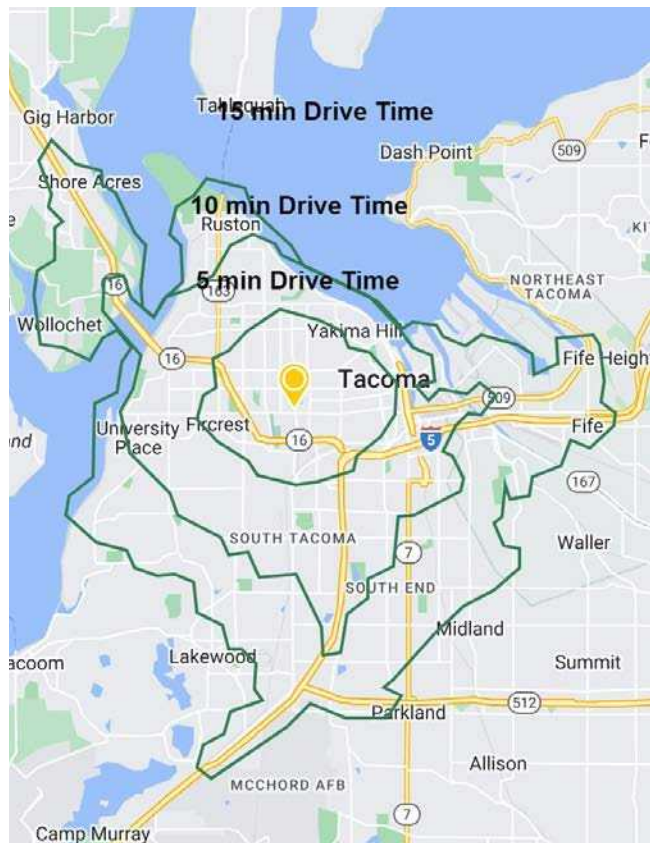 15 min Drive Time
Gig Harbor
Dash Point
509
Shore Acres
10 min Drive Time
Ruston
NORTHEAST
TACOMA
16
5 min Drive Time
163
Wollochet
Yakima Hill
16
Fife Heigh
Tacoma
509
University
Place
Fircrest
16
5
Fife
167
SOUTH TACOMA
Waller
7
SOUTH END
Midland
acoom
Lakewood
Summit
Parkland
512
Allison
MCCHORD AFB
7
Camp Murray